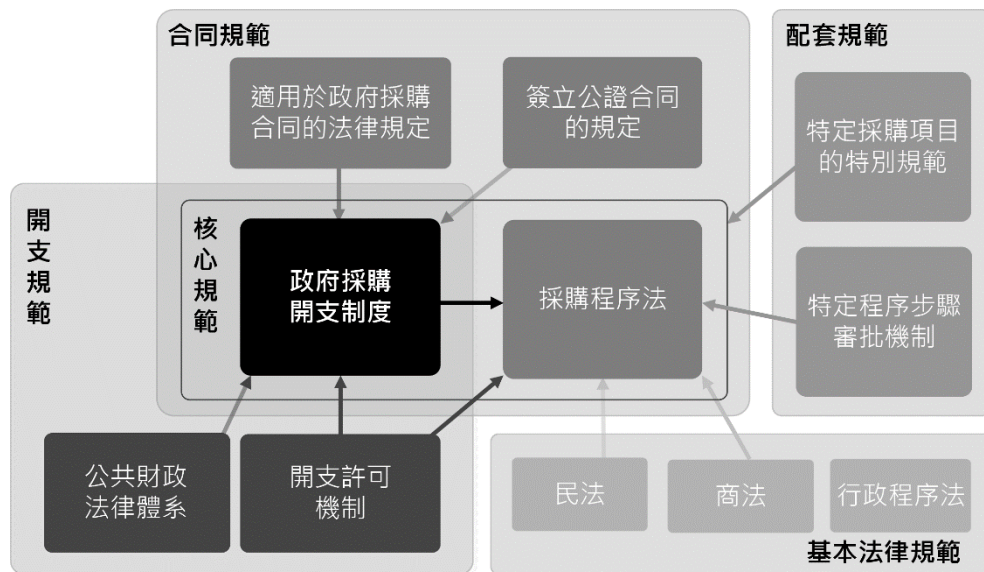 合同規範
配套規範
適用於政府採購
合同的法律規定
簽立公證合同
的規定
特定採購項目
的特別規範
開
支
規
範
核
心
規
範
政府採購
開支制度
採購程序法
特定程序步驟
審批機制
公共財政
法律體系
開支許可
機制
民法
商法
行政程序法
基本法律規範